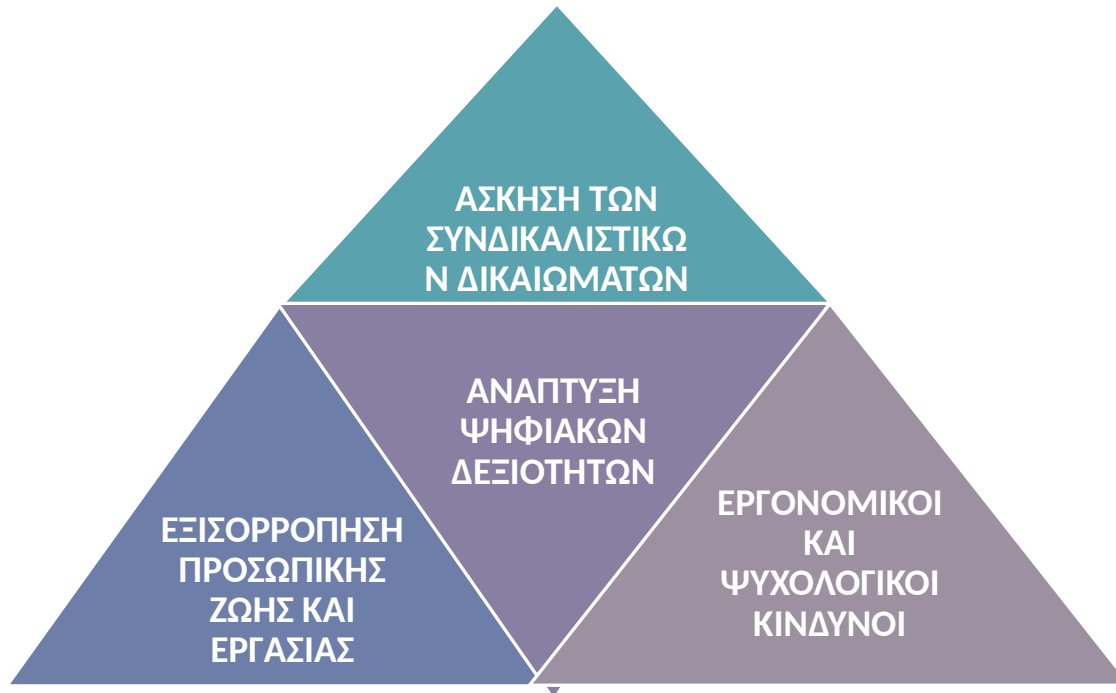 ΑΣΚΗΣΗ ΤΩΝ
ΣΥΝΔΙΚΑΛΙΣΤΙΚΩ
Ν ΔΙΚΑΙΩΜΑΤΩΝ
ΑΝΑΠΤΥΞΗ
ΨΗΦΙΑΚΩΝ
ΔΕΞΙΟΤΗΤΩΝ
ΕΞΙΣΟΡΡΟΠΗΣΗ
ΠΡΟΣΩΠΙΚΗΣ
ΖΩΗΣ ΚΑΙ
ΕΡΓΑΣΙΑΣ
ΕΡΓΟΝΟΜΙΚΟΙ
ΚΑΙ
ΨΥΧΟΛΟΓΙΚΟΙ
ΚΙΝΔΥΝΟΙ